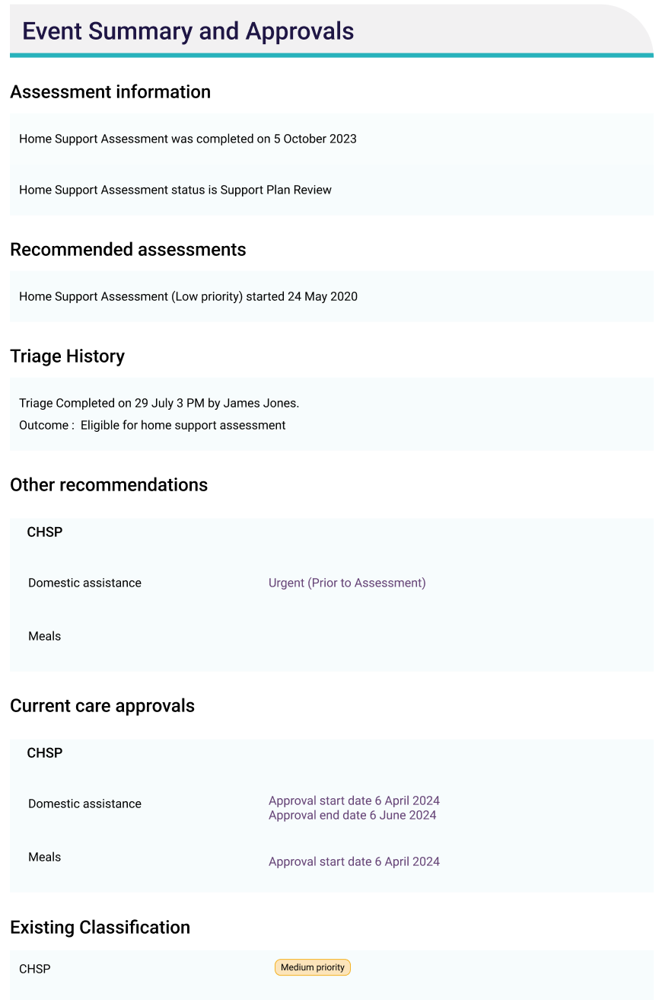 Event Summary and Approvals
Assessment information
Home Support Assessment was completed on 5 October 2023
Home Support Assessment status is Support Plan Review
Recommended assessments
Home Support Assessment (Low priority) started 24 May 2020
Triage History
Triage Completed on 29 July 3 PM by James Jones.
Outcome :  Eligible for home support assessment
Other recommendations
CHSP
Domestic assistance Urgent (Prior to Assessment)
Meals
Current care approvals
CHSP
Domestic assistance Approval start date 6 April 2024
Approval end date 6 June 2024
Meals Approval start date 6 April 2024
Existing Classification
CHSP Medium priority